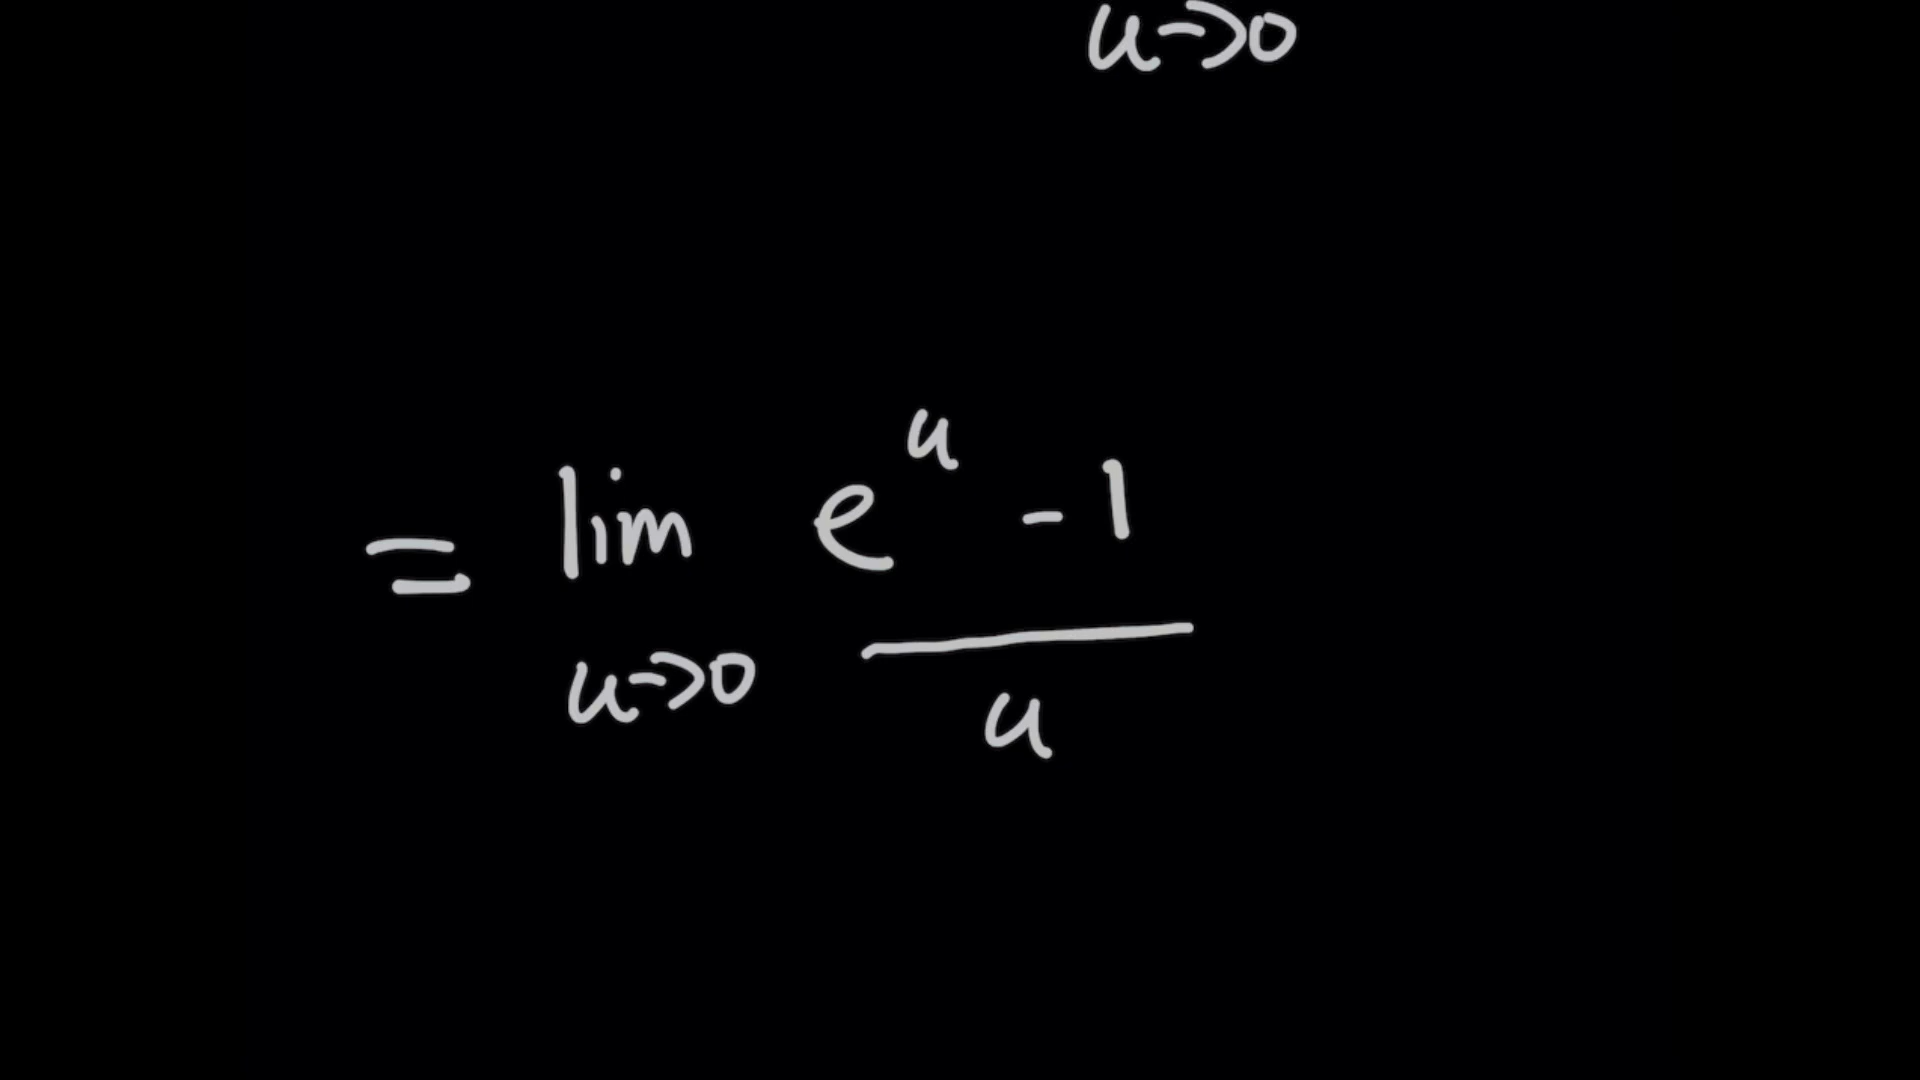 u->0
= lim e^u - 1
u->0 u